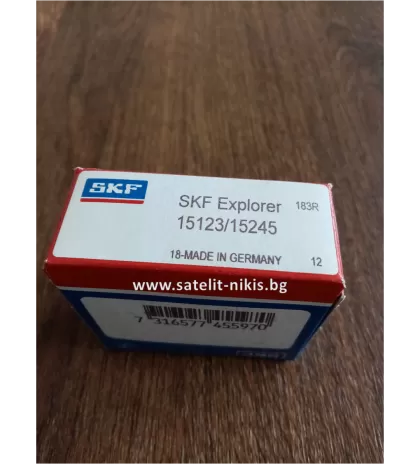 SKF
SKF Explorer 183R
15123/15245
18-MADE IN GERMANY 12
www.satelit-nikis.bg
7 316577 455970